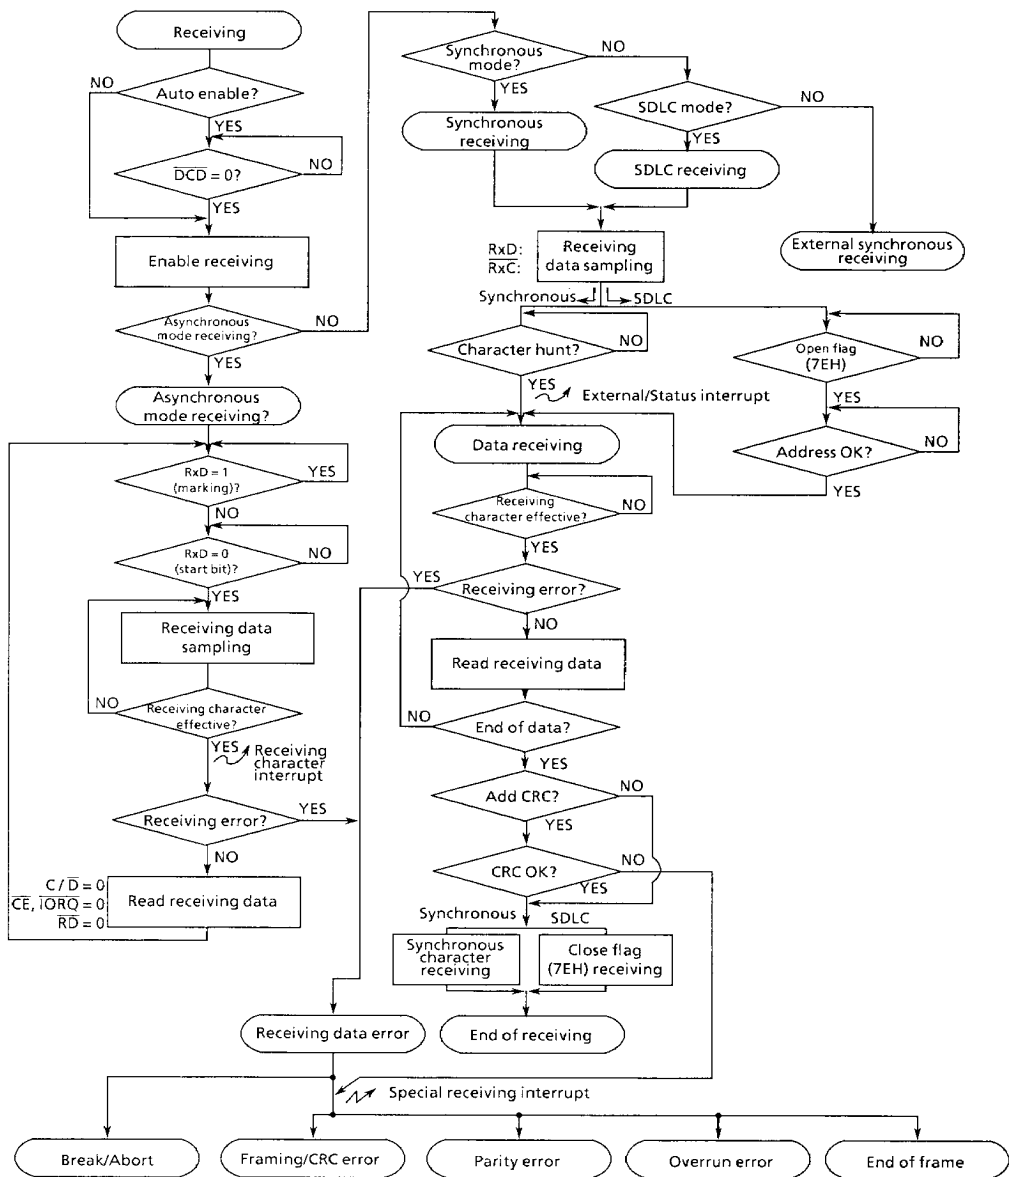 Receiving
NO
Auto enable?
YES
NO
D̅C̅D̅ = 0?
YES
Enable receiving
Asynchronous
mode receiving?
NO
YES
Asynchronous
mode receiving?
RxD = 1
(marking)?
YES
NO
RxD = 0
(start bit)?
NO
YES
Receiving data
sampling
NO
Receiving character
effective?
YES
Receiving
character
interrupt
Receiving error?
YES
NO
C/D̅ = 0
C̅E̅, I̅O̅R̅Q̅ = 0
R̅D̅ = 0
Read receiving data
Synchronous
mode?
NO
YES
Synchronous
receiving
SDLC mode?
NO
YES
SDLC receiving
External synchronous
receiving
RxD:
R̅x̅C̅:
Receiving
data sampling
Synchronous
SDLC
Character hunt?
NO
YES
External/Status interrupt
Open flag
(7EH)
NO
YES
Address OK?
NO
YES
Data receiving
Receiving
character effective?
NO
YES
YES
Receiving error?
NO
Read receiving data
NO
End of data?
YES
Add CRC?
NO
YES
CRC OK?
NO
YES
Synchronous
SDLC
Synchronous
character
receiving
Close flag
(7EH) receiving
End of receiving
Receiving data error
Special receiving interrupt
Break/Abort
Framing/CRC error
Parity error
Overrun error
End of frame